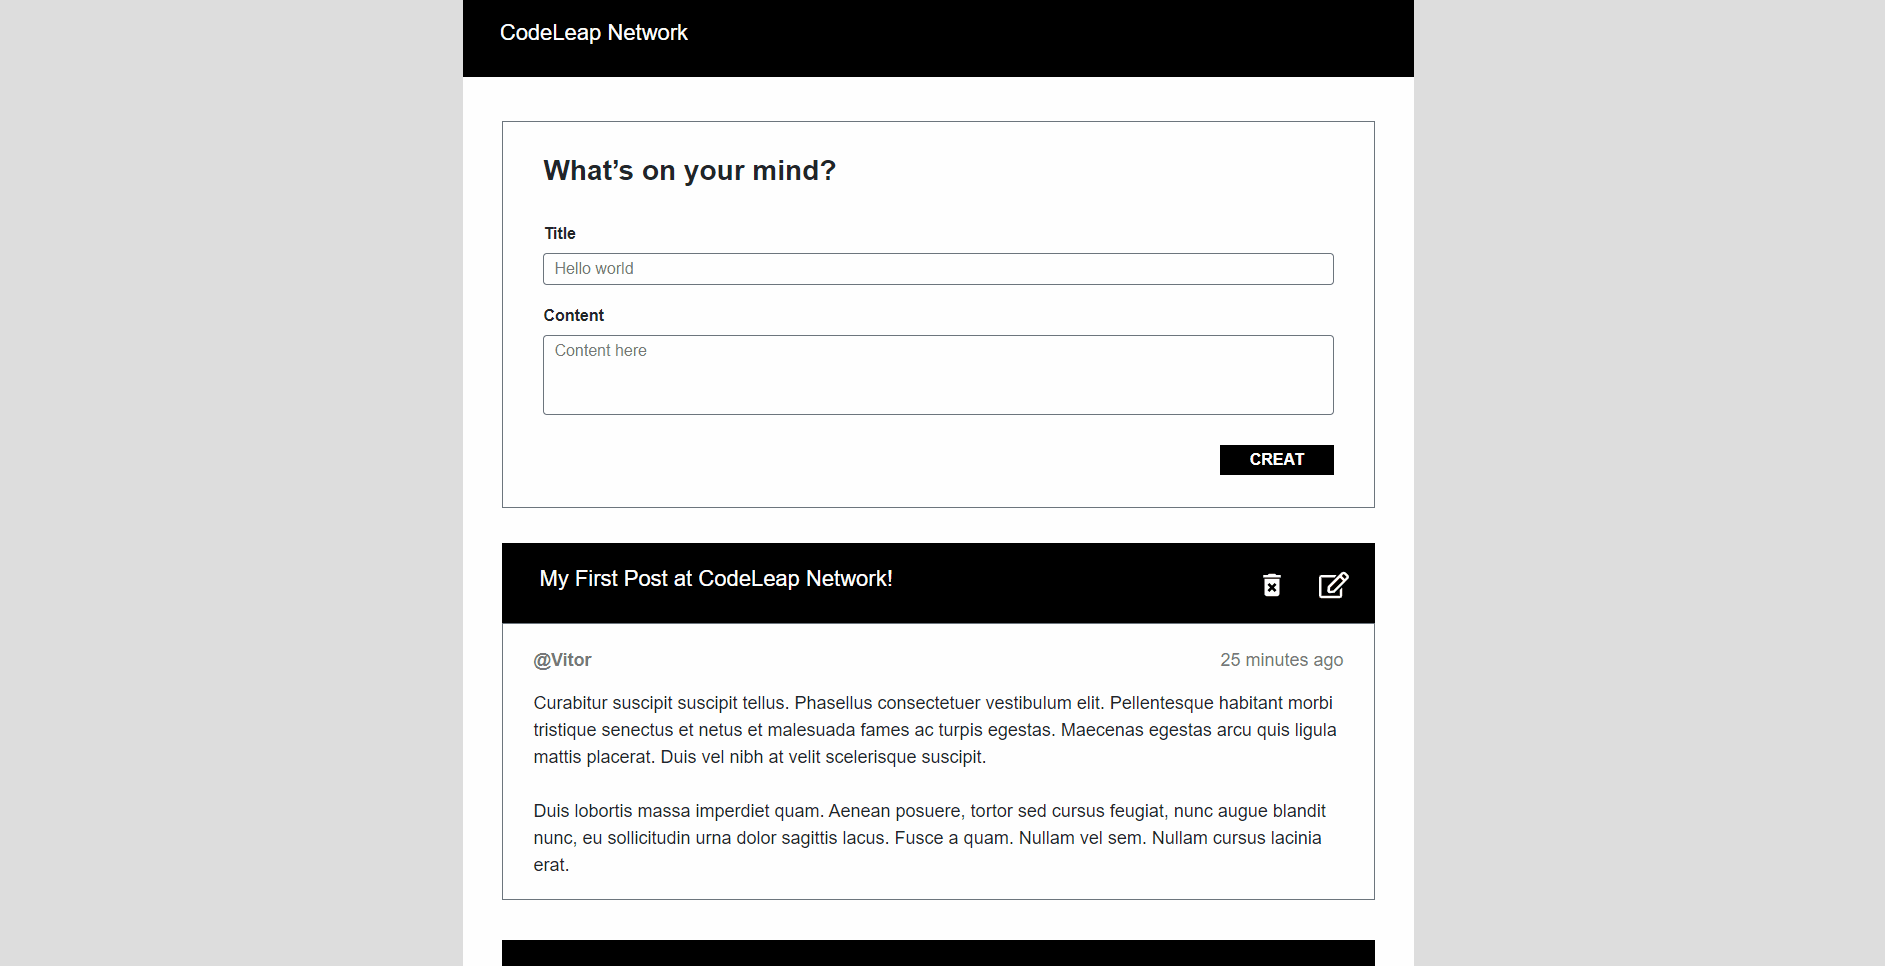 CodeLeap Network
What’s on your mind?
Title
Hello world
Content
Content here
CREAT
My First Post at CodeLeap Network!
@Vitor
25 minutes ago
Curabitur suscipit suscipit tellus. Phasellus consectetuer vestibulum elit. Pellentesque habitant morbi
tristique senectus et netus et malesuada fames ac turpis egestas. Maecenas egestas arcu quis ligula
mattis placerat. Duis vel nibh at velit scelerisque suscipit.
Duis lobortis massa imperdiet quam. Aenean posuere, tortor sed cursus feugiat, nunc augue blandit
nunc, eu sollicitudin urna dolor sagittis lacus. Fusce a quam. Nullam vel sem. Nullam cursus lacinia
erat.